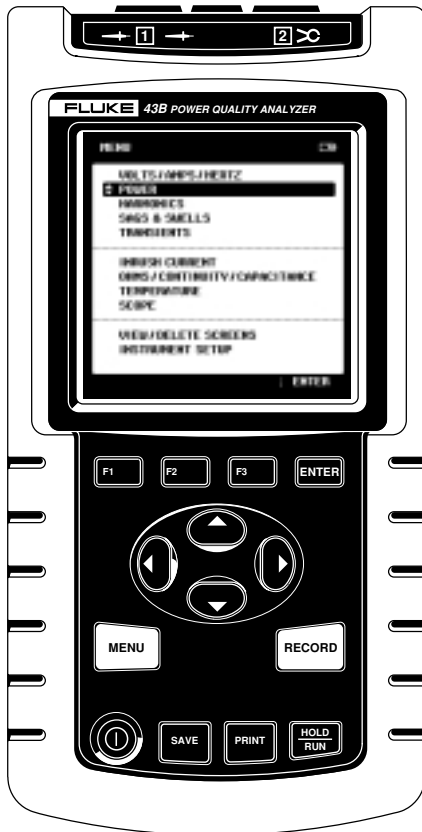 1 2
FLUKE 43B POWER QUALITY ANALYZER
MENU
VOLTS/AMPS/HERTZ
POWER
HARMONICS
SAGS & SWELLS
TRANSIENTS
INRUSH CURRENT
OHMS/CONTINUITY/CAPACITANCE
TEMPERATURE
SCOPE
VIEW/DELETE SCREENS
INSTRUMENT SETUP
ENTER
F1 F2 F3 ENTER
MENU RECORD
SAVE PRINT HOLD
RUN